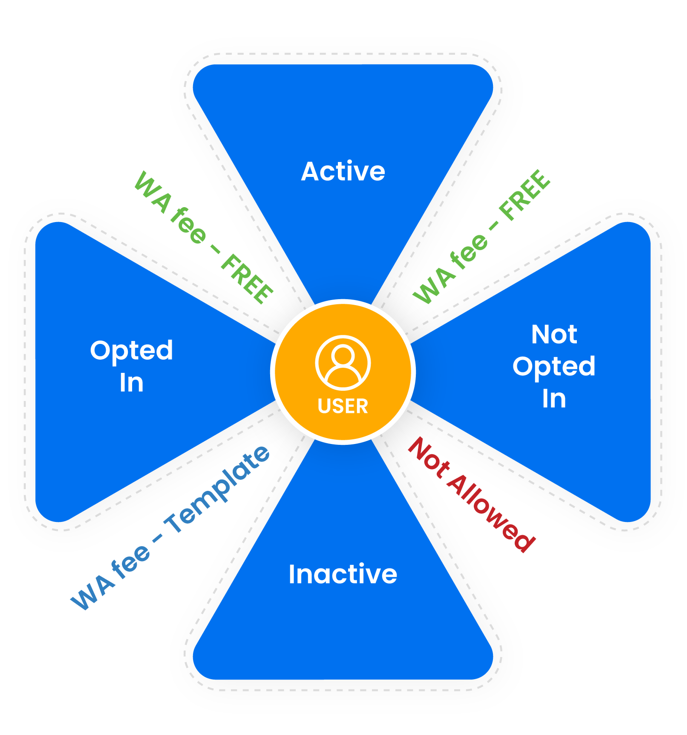 Active
WA fee - FREE
WA fee - FREE
Opted
In
Not
Opted
In
USER
WA fee - Template
Not Allowed
Inactive